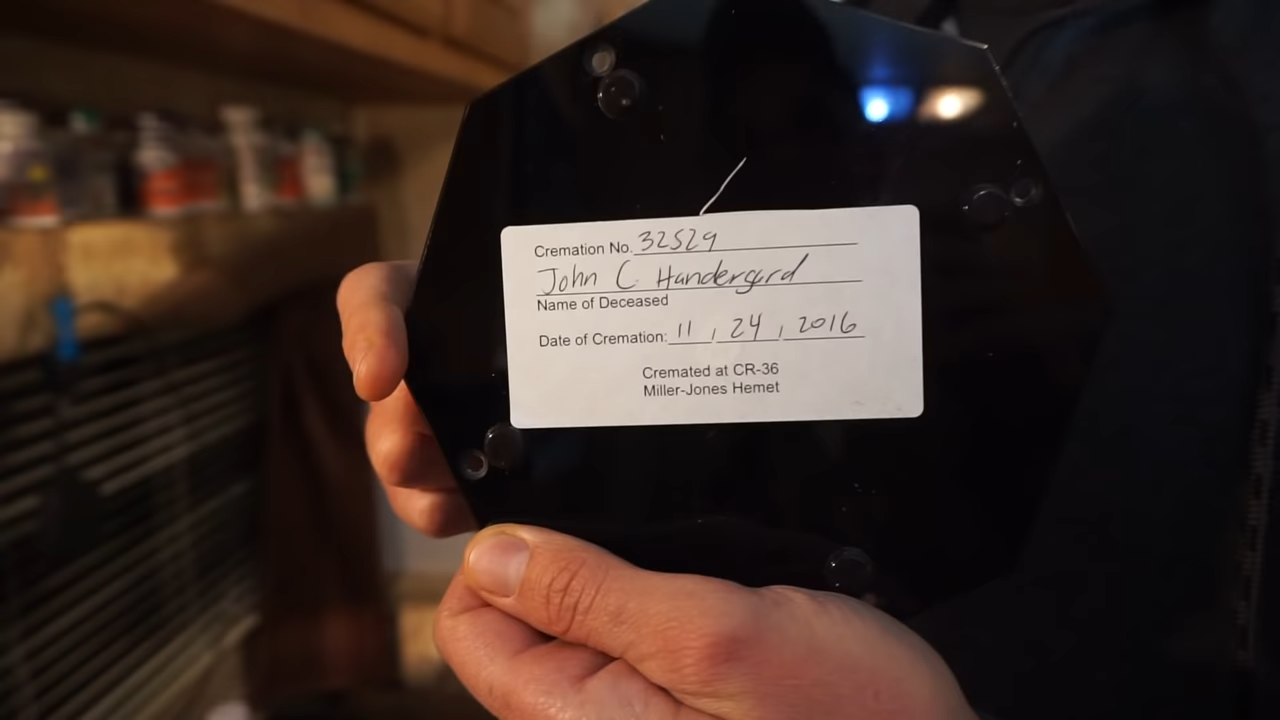 Cremation No. 32529
John C Handergard
Name of Deceased
Date of Cremation: 11, 24, 2016
Cremated at CR-36
Miller-Jones Hemet